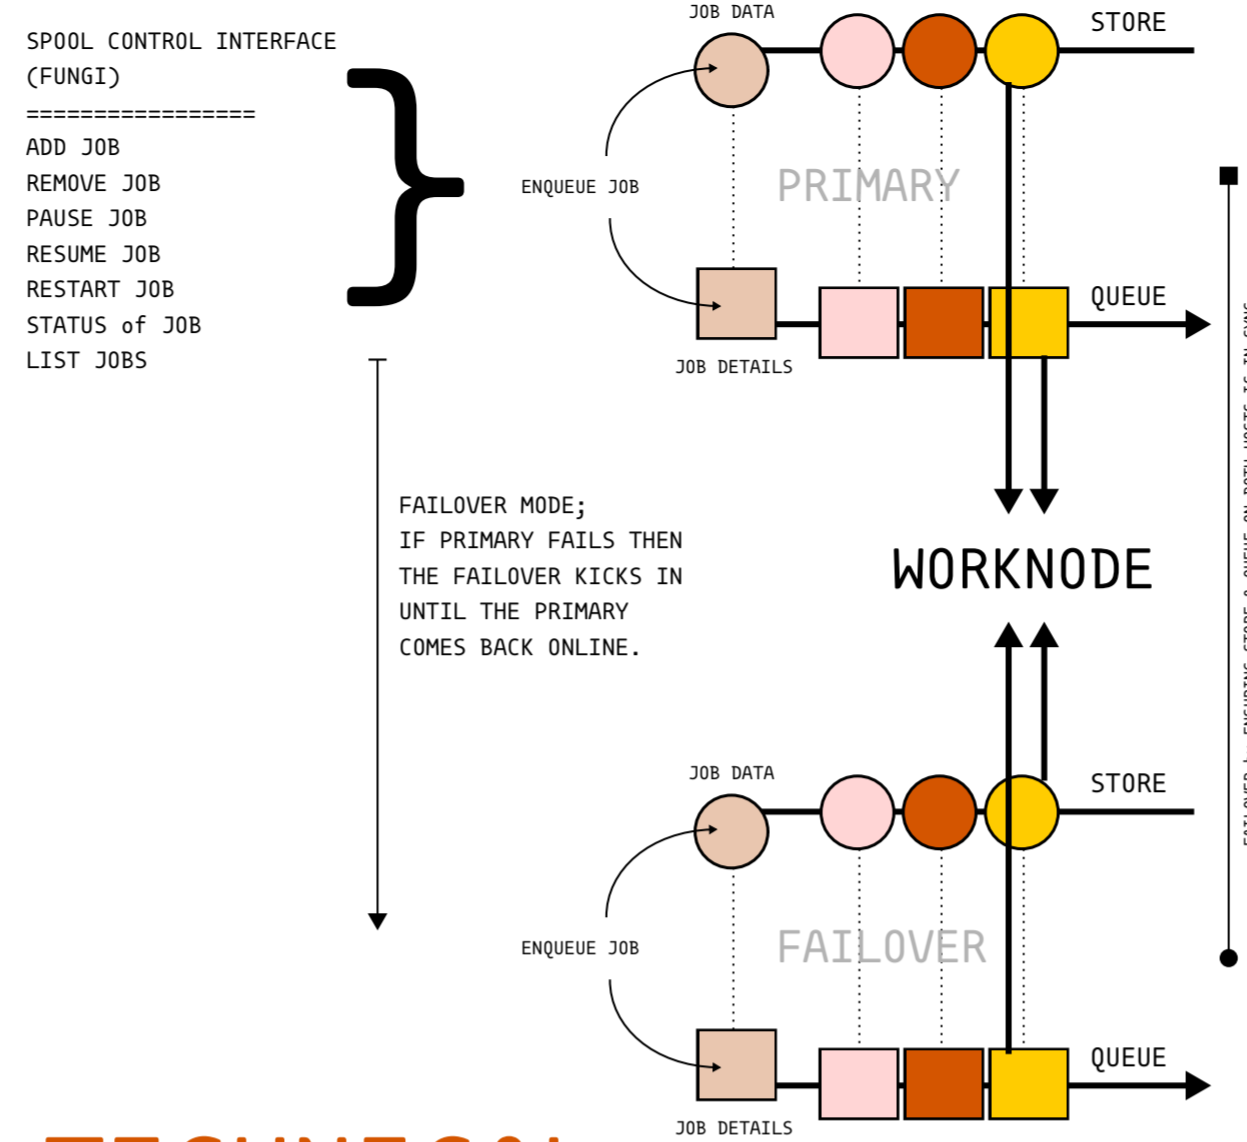 SPOOL CONTROL INTERFACE
(FUNGI)
=================
ADD JOB
REMOVE JOB
PAUSE JOB
RESUME JOB
RESTART JOB
STATUS of JOB
LIST JOBS
JOB DATA
STORE
ENQUEUE JOB
PRIMARY
QUEUE
JOB DETAILS
FAILOVER MODE;
IF PRIMARY FAILS THEN
THE FAILOVER KICKS IN
UNTIL THE PRIMARY
COMES BACK ONLINE.
WORKNODE
JOB DATA
STORE
ENQUEUE JOB
FAILOVER
QUEUE
JOB DETAILS